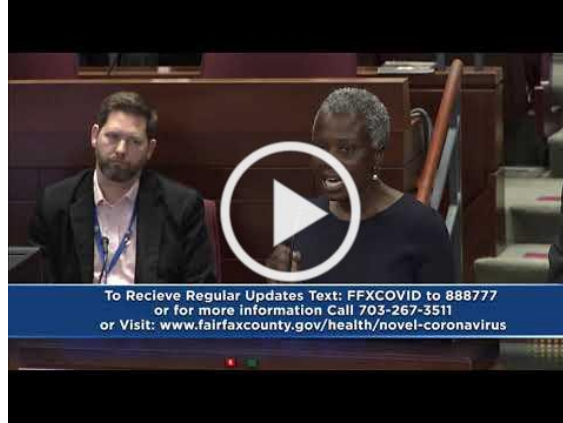 To Recieve Regular Updates Text: FFXCOVID to 888777
or for more information Call 703-267-3511
or Visit: www.fairfaxcounty.gov/health/novel-coronavirus